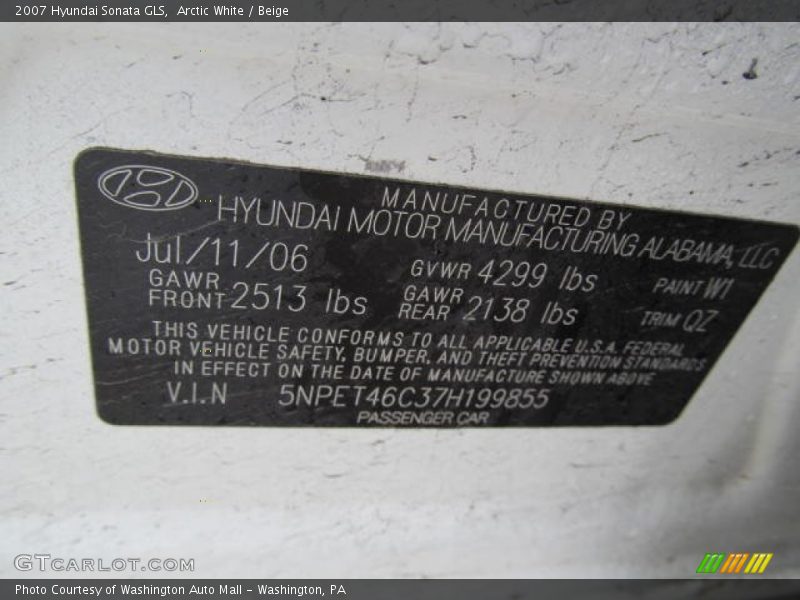 2007 Hyundai Sonata GLS, Arctic White / Beige
MANUFACTURED BY
HYUNDAI MOTOR MANUFACTURING ALABAMA, LLC
Jul/11/06 GVWR 4299 lbs PAINT W1
GAWR FRONT 2513 lbs GAWR REAR 2138 lbs TRIM QZ
THIS VEHICLE CONFORMS TO ALL APPLICABLE U.S.A. FEDERAL
MOTOR VEHICLE SAFETY, BUMPER, AND THEFT PREVENTION STANDARDS
IN EFFECT ON THE DATE OF MANUFACTURE SHOWN ABOVE
V.I.N 5NPET46C37H199855
PASSENGER CAR
GTCARLOT.COM
Photo Courtesy of Washington Auto Mall - Washington, PA